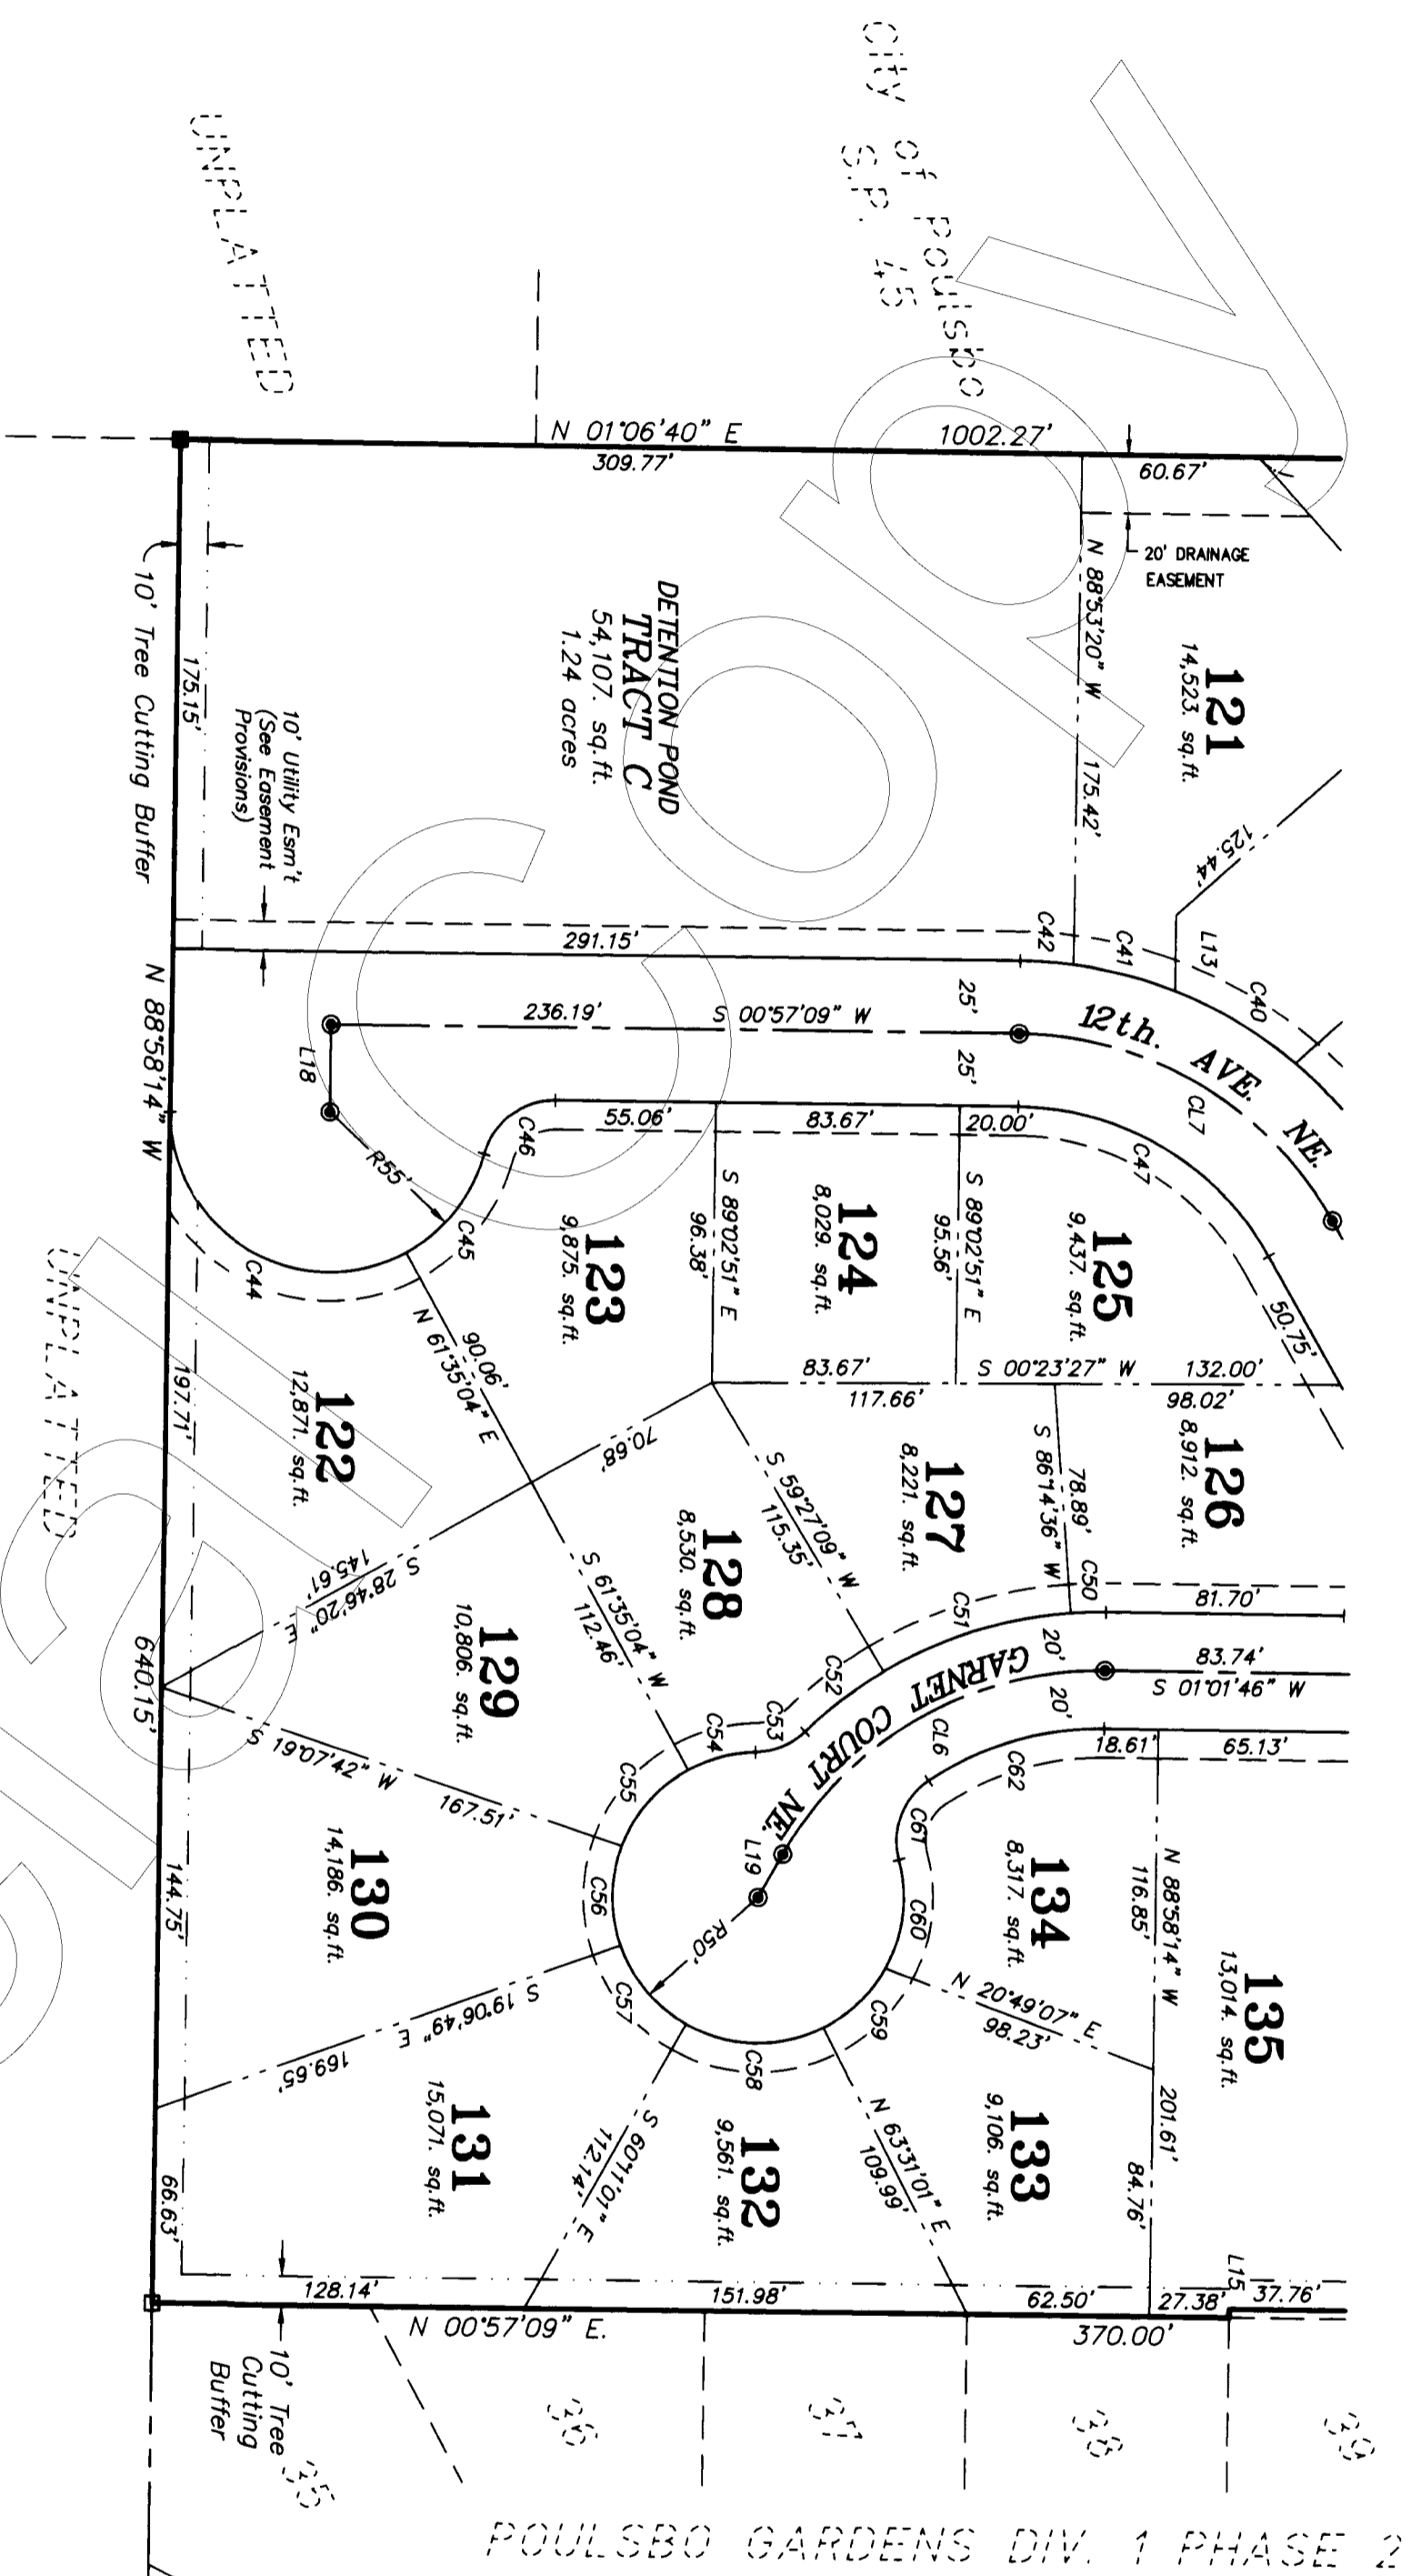 City of Poulsbo
S.P. 45
UNPLATTED
N 01°06'40" E
1002.27'
309.77'
60.67'
20' DRAINAGE
EASEMENT
N 88°53'20" W
175.42'
121
14,523. sq.ft.
DETENTION POND
TRACT C
54,107. sq.ft.
1.24 acres
10' Utility Esm't
(See Easement
Provisions)
175.15'
10' Tree Cutting Buffer
125.44'
L13
C40
C41
C42
291.15'
25'
25'
236.19'
S 00°57'09" W
12th. AVE. NE.
CL7
L18
R55'
N 88°58'14" W
640.15'
55.06'
83.67'
20.00'
C47
C46
C45
C44
50.75'
S 89°02'51" E
96.38'
S 89°02'51" E
95.56'
123
9,875. sq.ft.
124
8,029. sq.ft.
125
9,437. sq.ft.
UNPLATTED
197.71'
122
12,871. sq.ft.
90.06'
N 61°35'04" E
83.67'
117.66'
S 00°23'27" W
132.00'
98.02'
126
8,912. sq.ft.
78.89'
S 86°14'36" W
127
8,221. sq.ft.
S 59°27'09" W
115.35'
70.68'
128
8,530. sq.ft.
S 61°35'04" W
112.46'
S 28°46'20" E
145.61'
129
10,806. sq.ft.
C50
C51
C52
C53
C54
C55
C56
C57
C58
C59
C60
C61
C62
81.70'
83.74'
S 01°01'46" W
20'
20'
GARNET COURT NE.
CL6
L19
R50'
18.61'
65.13'
S 19°07'42" W
167.51'
130
14,186. sq.ft.
144.75'
134
8,317. sq.ft.
N 88°58'14" W
116.85'
201.61'
84.76'
135
13,014. sq.ft.
N 20°49'07" E
98.23'
S 19°06'49" E
169.65'
131
15,071. sq.ft.
S 60°11'01" E
112.14'
132
9,561. sq.ft.
N 63°31'01" E
109.99'
133
9,106. sq.ft.
66.63'
128.14'
151.98'
62.50'
27.38'
L15
37.76'
N 00°57'09" E.
370.00'
10' Tree
Cutting
Buffer
35
36
37
38
39
POULSBO GARDENS DIV. 1 PHASE 2
Copy